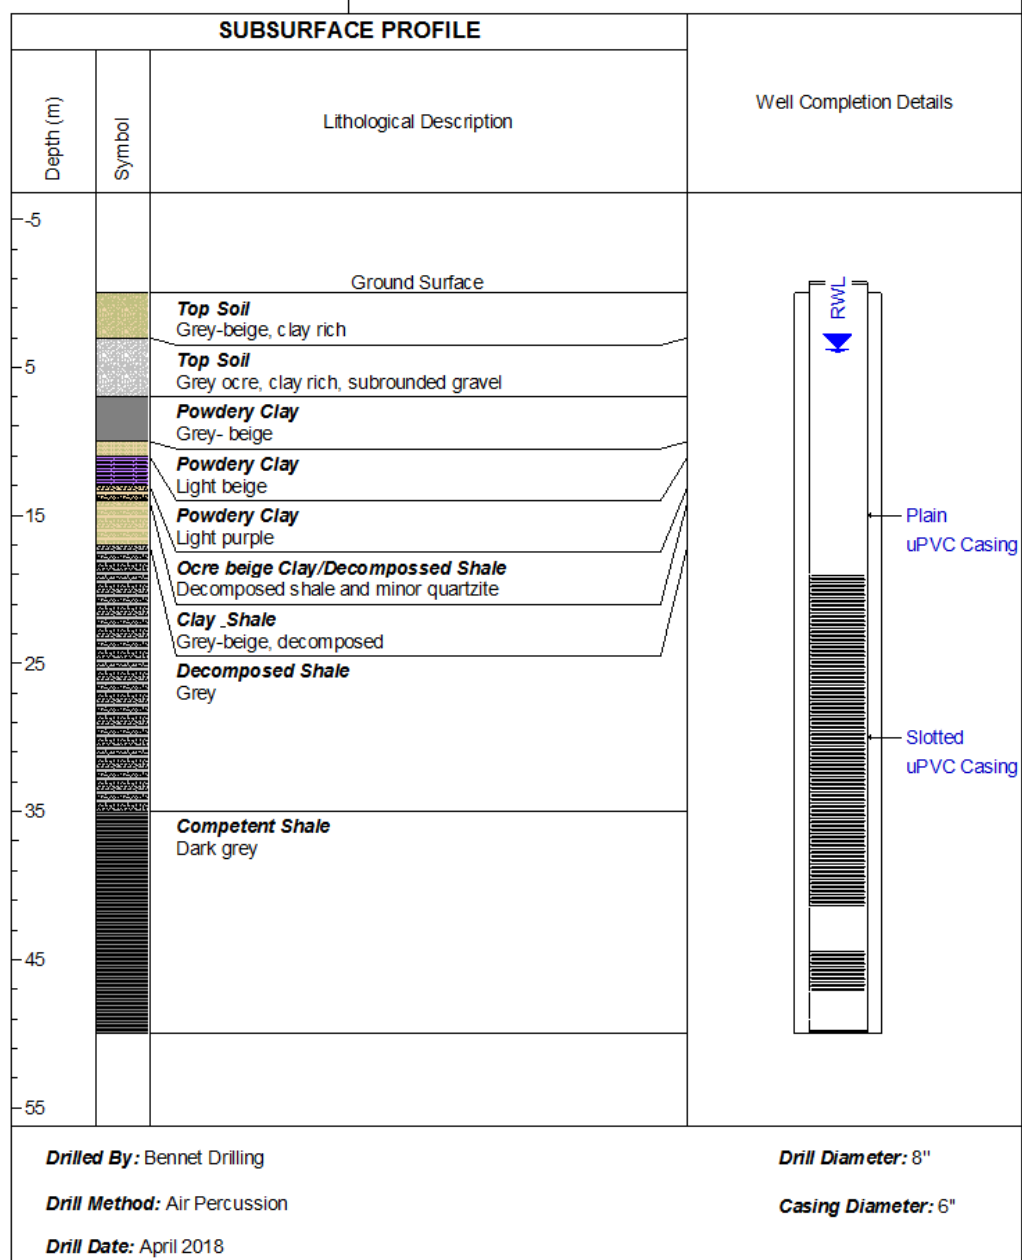 SUBSURFACE PROFILE
Depth (m)
Symbol
Lithological Description
Well Completion Details
-5
Ground Surface
RWL
Top Soil
Grey-beige, clay rich
5
Top Soil
Grey ocre, clay rich, subrounded gravel
Powdery Clay
Grey- beige
Powdery Clay
Light beige
15
Powdery Clay
Light purple
Plain
uPVC Casing
Ocre beige Clay/Decompossed Shale
Decomposed shale and minor quartzite
Clay_Shale
Grey-beige, decomposed
25
Decomposed Shale
Grey
Slotted
uPVC Casing
35
Competent Shale
Dark grey
45
55
Drilled By: Bennet Drilling
Drill Diameter: 8"
Drill Method: Air Percussion
Casing Diameter: 6"
Drill Date: April 2018